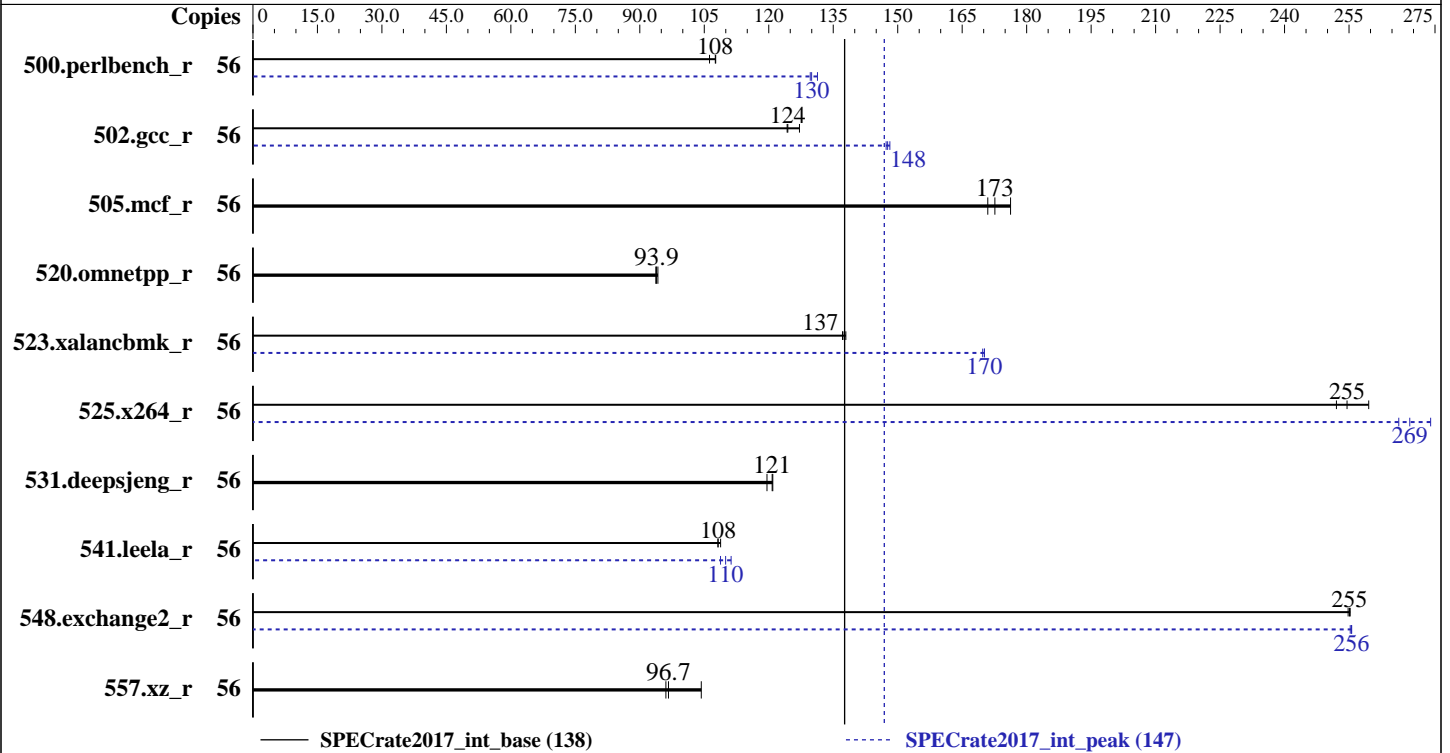 Copies 0 15.0 30.0 45.0 60.0 75.0 90.0 105 120 135 150 165 180 195 210 225 240 255 275
500.perlbench_r 56 108
130
502.gcc_r 56 124
148
505.mcf_r 56 173
520.omnetpp_r 56 93.9
523.xalancbmk_r 56 137
170
525.x264_r 56 255
269
531.deepsjeng_r 56 121
541.leela_r 56 108
110
548.exchange2_r 56 255
256
557.xz_r 56 96.7
SPECrate2017_int_base (138) SPECrate2017_int_peak (147)